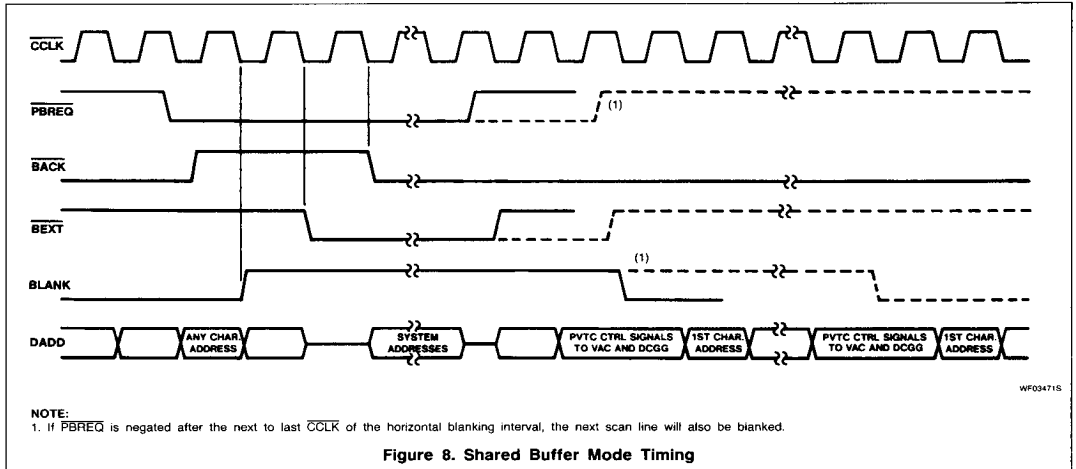 CCLK
PBREQ
(1)
BACK
BEXT
(1)
BLANK
DADD
ANY CHAR.
ADDRESS
SYSTEM
ADDRESSES
PVTC CTRL SIGNALS
TO VAC AND DCGG
1ST CHAR.
ADDRESS
PVTC CTRL SIGNALS
TO VAC AND DCGG
1ST CHAR.
ADDRESS
WF03471S
NOTE:
1. If PBREQ is negated after the next to last CCLK of the horizontal blanking interval, the next scan line will also be blanked.
Figure 8. Shared Buffer Mode Timing